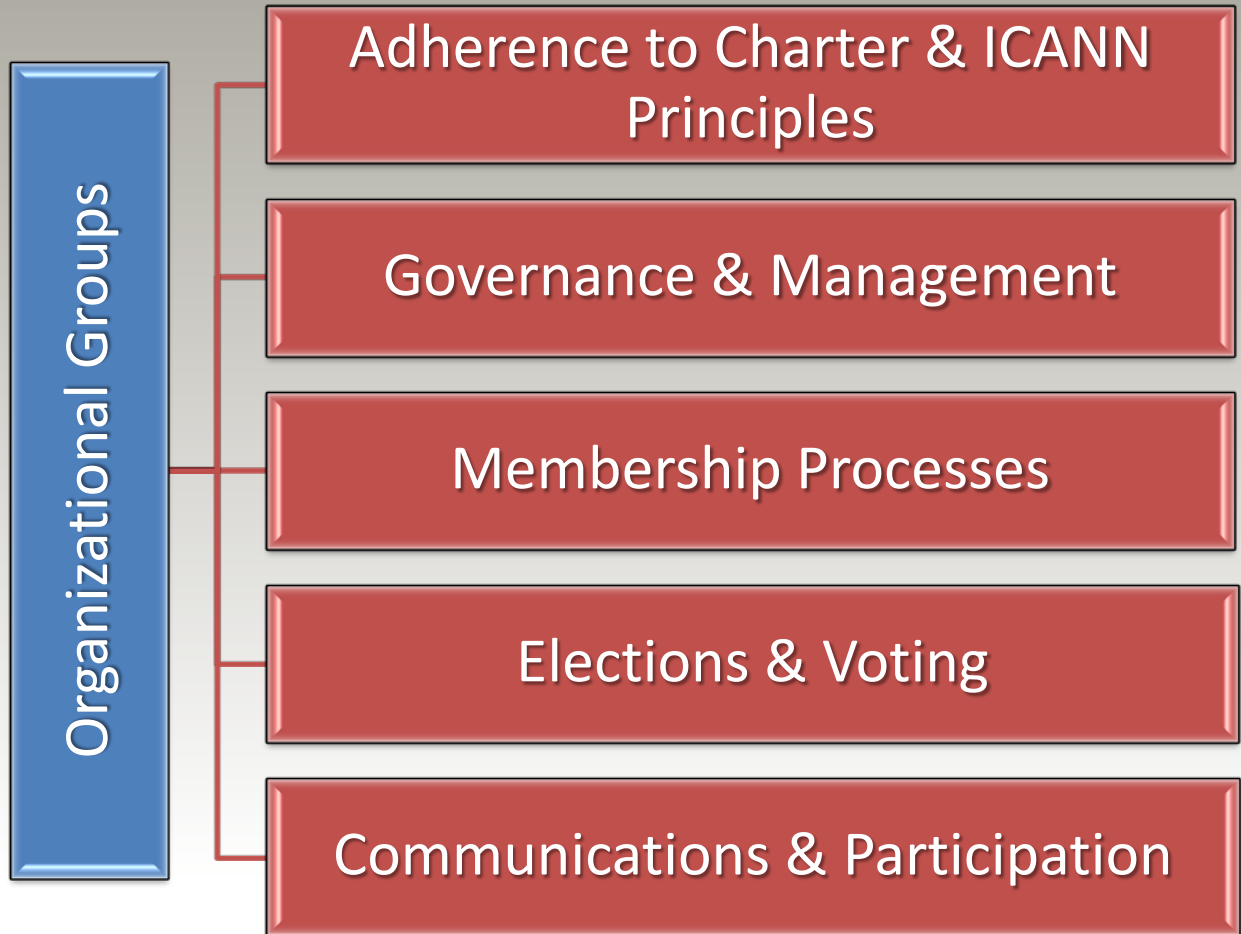 Organizational Groups
Adherence to Charter & ICANN
Principles
Governance & Management
Membership Processes
Elections & Voting
Communications & Participation